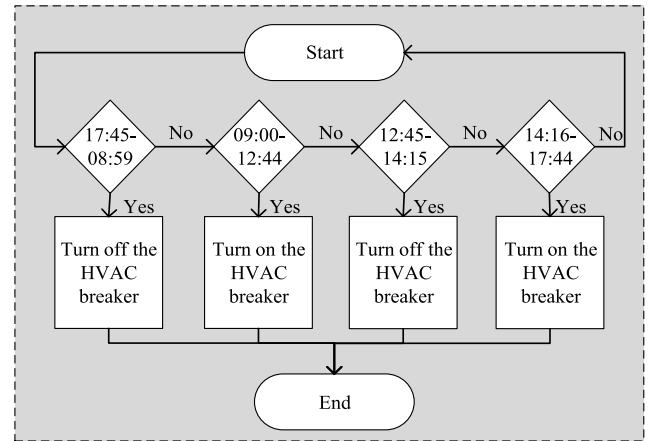 Start
17:45-
08:59
No
09:00-
12:44
No
12:45-
14:15
No
14:16-
17:44
No
Yes
Yes
Yes
Yes
Turn off the
HVAC
breaker
Turn on the
HVAC
breaker
Turn off the
HVAC
breaker
Turn on the
HVAC
breaker
End